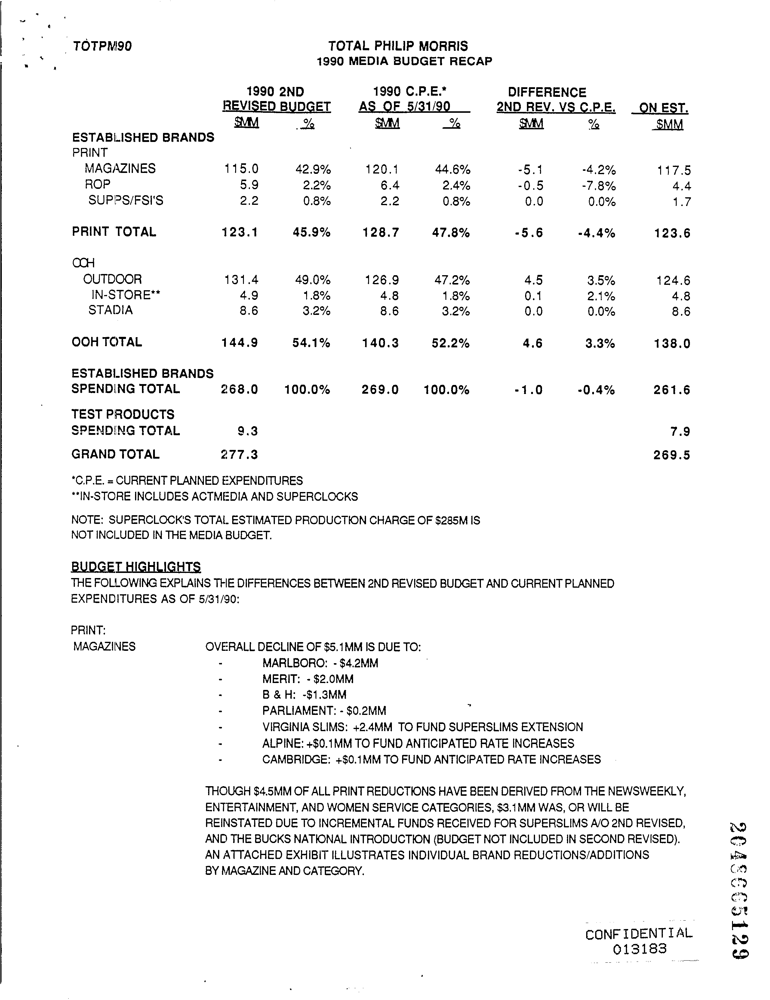 TOTPM90
TOTAL PHILIP MORRIS
1990 MEDIA BUDGET RECAP
1990 2ND 1990 C.P.E.* DIFFERENCE
REVISED BUDGET AS OF 5/31/90 2ND REV. VS C.P.E. ON EST.
$MM % $MM % $MM % $MM
ESTABLISHED BRANDS
PRINT
MAGAZINES 115.0 42.9% 120.1 44.6% -5.1 -4.2% 117.5
ROP 5.9 2.2% 6.4 2.4% -0.5 -7.8% 4.4
SUPPS/FSI'S 2.2 0.8% 2.2 0.8% 0.0 0.0% 1.7
PRINT TOTAL 123.1 45.9% 128.7 47.8% -5.6 -4.4% 123.6
OOH
OUTDOOR 131.4 49.0% 126.9 47.2% 4.5 3.5% 124.6
IN-STORE** 4.9 1.8% 4.8 1.8% 0.1 2.1% 4.8
STADIA 8.6 3.2% 8.6 3.2% 0.0 0.0% 8.6
OOH TOTAL 144.9 54.1% 140.3 52.2% 4.6 3.3% 138.0
ESTABLISHED BRANDS
SPENDING TOTAL 268.0 100.0% 269.0 100.0% -1.0 -0.4% 261.6
TEST PRODUCTS
SPENDING TOTAL 9.3 7.9
GRAND TOTAL 277.3 269.5
*C.P.E. = CURRENT PLANNED EXPENDITURES
**IN-STORE INCLUDES ACTMEDIA AND SUPERCLOCKS
NOTE: SUPERCLOCK'S TOTAL ESTIMATED PRODUCTION CHARGE OF $285M IS
NOT INCLUDED IN THE MEDIA BUDGET.
BUDGET HIGHLIGHTS
THE FOLLOWING EXPLAINS THE DIFFERENCES BETWEEN 2ND REVISED BUDGET AND CURRENT PLANNED
EXPENDITURES AS OF 5/31/90:
PRINT:
MAGAZINES OVERALL DECLINE OF $5.1MM IS DUE TO:
- MARLBORO: - $4.2MM
- MERIT: - $2.0MM
- B & H: -$1.3MM
- PARLIAMENT: - $0.2MM
- VIRGINIA SLIMS: +2.4MM TO FUND SUPERSLIMS EXTENSION
- ALPINE: +$0.1MM TO FUND ANTICIPATED RATE INCREASES
- CAMBRIDGE: +$0.1MM TO FUND ANTICIPATED RATE INCREASES
THOUGH $4.5MM OF ALL PRINT REDUCTIONS HAVE BEEN DERIVED FROM THE NEWSWEEKLY,
ENTERTAINMENT, AND WOMEN SERVICE CATEGORIES, $3.1MM WAS, OR WILL BE
REINSTATED DUE TO INCREMENTAL FUNDS RECEIVED FOR SUPERSLIMS A/O 2ND REVISED,
AND THE BUCKS NATIONAL INTRODUCTION (BUDGET NOT INCLUDED IN SECOND REVISED).
AN ATTACHED EXHIBIT ILLUSTRATES INDIVIDUAL BRAND REDUCTIONS/ADDITIONS
BY MAGAZINE AND CATEGORY.
CONFIDENTIAL
013183